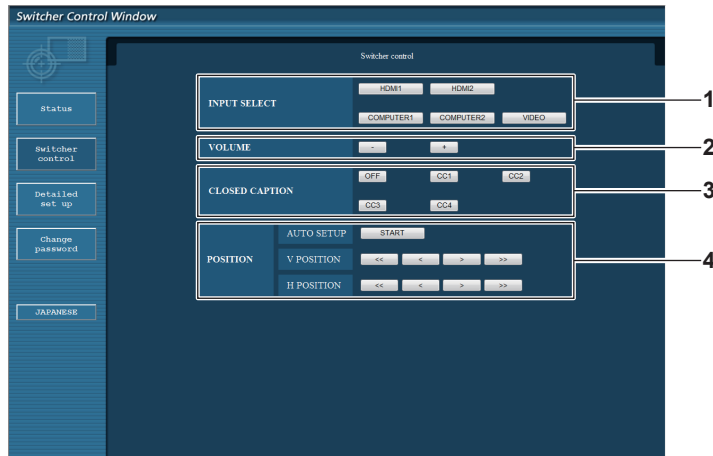 Switcher Control Window
Switcher control
Status
Switcher
control
Detailed
set up
Change
password
JAPANESE
INPUT SELECT
HDMI1 HDMI2
COMPUTER1 COMPUTER2 VIDEO
1
VOLUME - +
2
CLOSED CAPTION
OFF CC1 CC2
CC3 CC4
3
POSITION
AUTO SETUP START
V POSITION << < > >>
H POSITION << < > >>
4